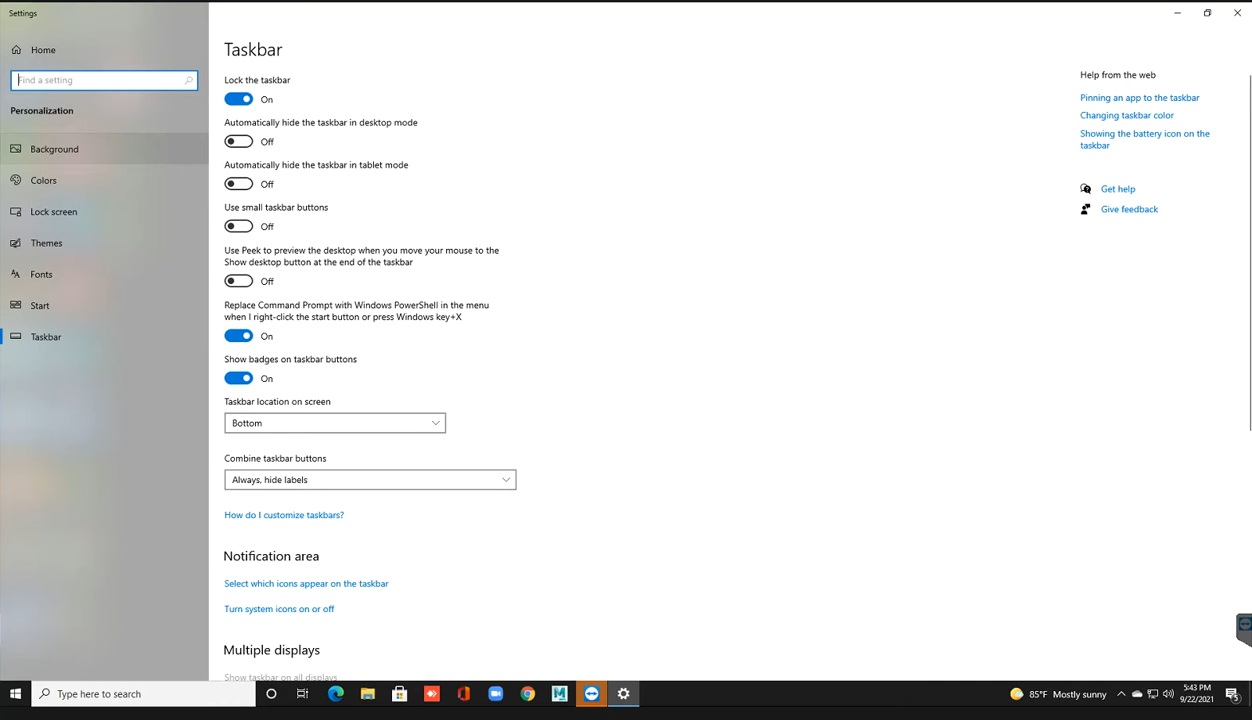 Settings
Home
Find a setting
Personalization
Background
Colors
Lock screen
Themes
Fonts
Start
Taskbar
Taskbar
Lock the taskbar
On
Automatically hide the taskbar in desktop mode
Off
Automatically hide the taskbar in tablet mode
Off
Use small taskbar buttons
Off
Use Peek to preview the desktop when you move your mouse to the
Show desktop button at the end of the taskbar
Off
Replace Command Prompt with Windows PowerShell in the menu
when I right-click the start button or press Windows key+X
On
Show badges on taskbar buttons
On
Taskbar location on screen
Bottom
Combine taskbar buttons
Always, hide labels
How do I customize taskbars?
Notification area
Select which icons appear on the taskbar
Turn system icons on or off
Multiple displays
Show taskbar on all displays
Help from the web
Pinning an app to the taskbar
Changing taskbar color
Showing the battery icon on the
taskbar
Get help
Give feedback
Type here to search
85°F Mostly sunny
5:43 PM
9/22/2021
5